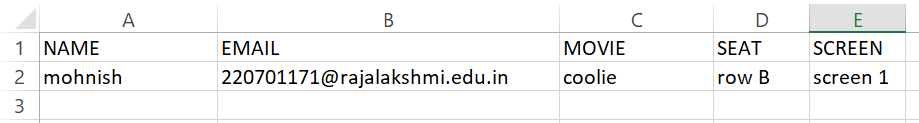 A B C D E
1 NAME EMAIL MOVIE SEAT SCREEN
2 mohnish 220701171@rajalakshmi.edu.in coolie row B screen 1
3